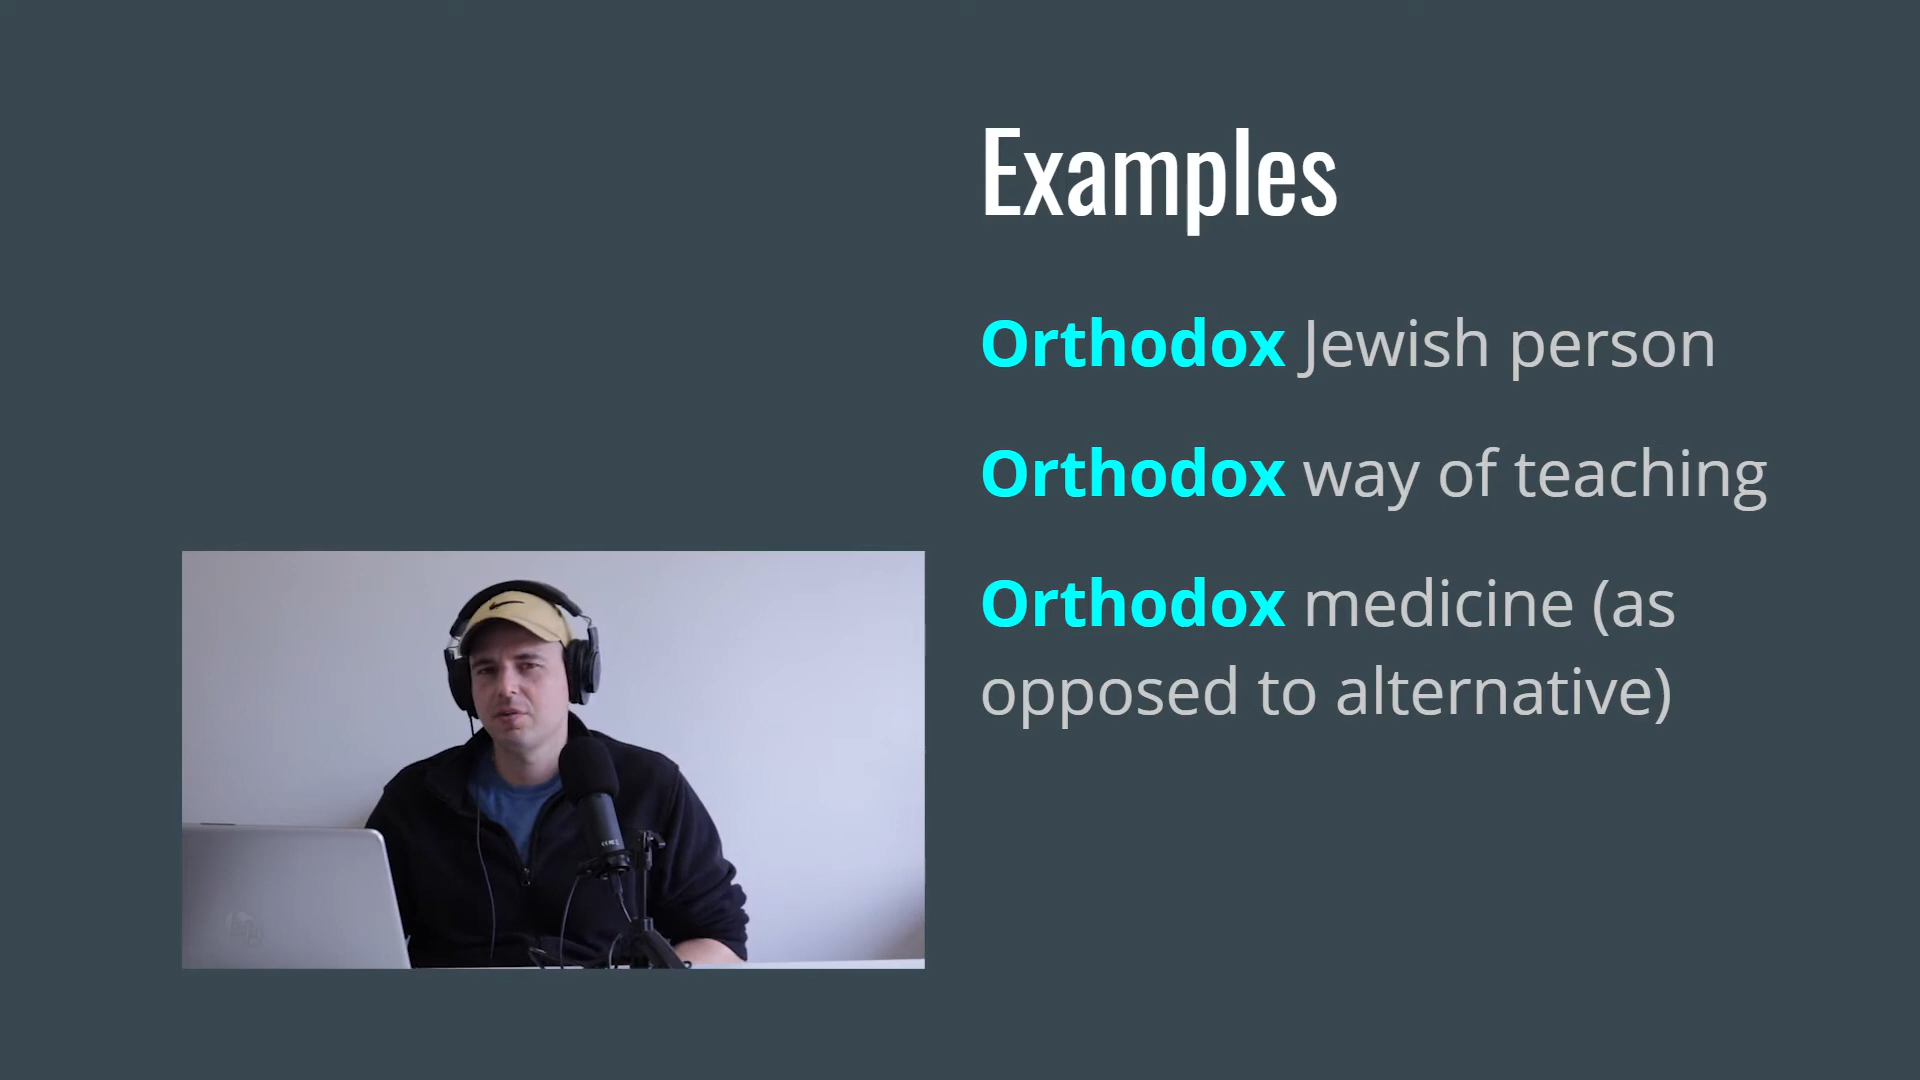 Examples
Orthodox Jewish person
Orthodox way of teaching
Orthodox medicine (as
opposed to alternative)